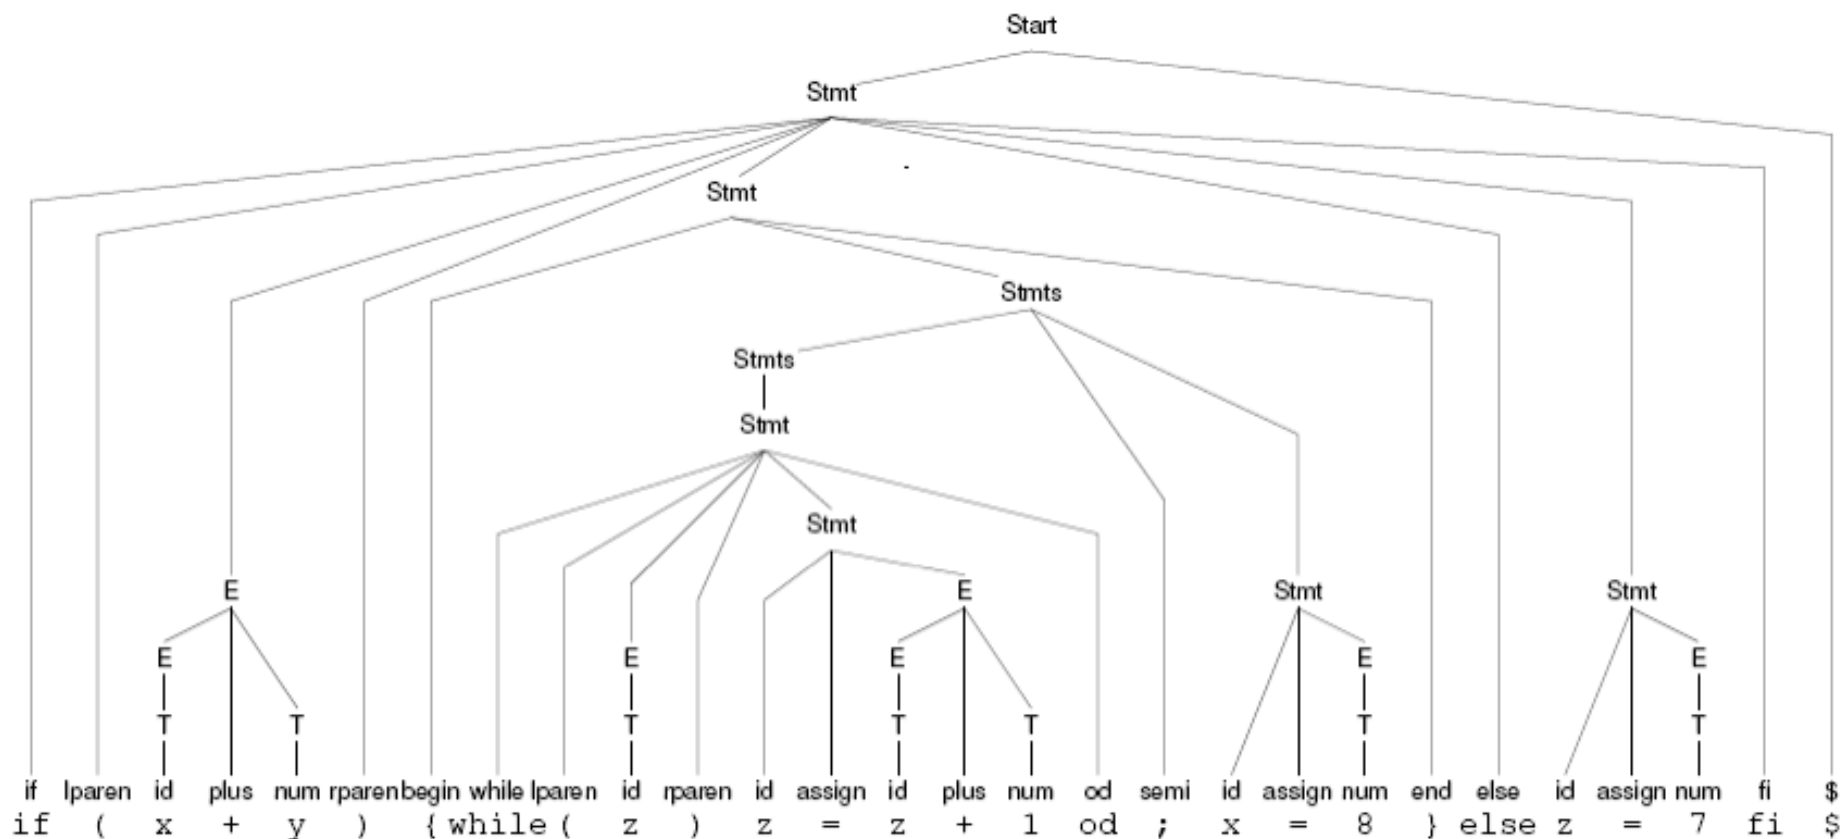 Start
Stmt
Stmt
Stmts
Stmts
Stmt
Stmt
E E Stmt Stmt
E E E E E
T T T T T T T
if lparen id plus num rparen begin while lparen id rparen id assign id plus num od semi id assign num end else id assign num fi $
if ( x + y ) { while ( z ) z = z + 1 od ; x = 8 } else z = 7 fi $